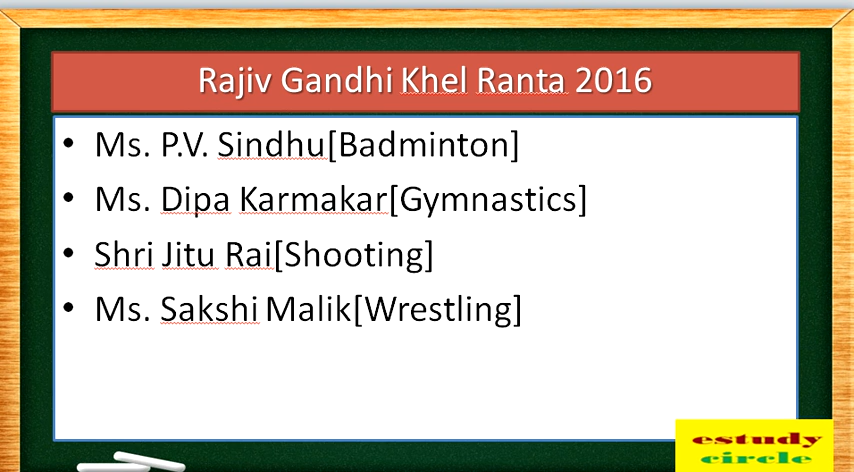 Rajiv Gandhi Khel Ranta 2016
• Ms. P.V. Sindhu[Badminton]
• Ms. Dipa Karmakar[Gymnastics]
• Shri Jitu Rai[Shooting]
• Ms. Sakshi Malik[Wrestling]
estudy
circle